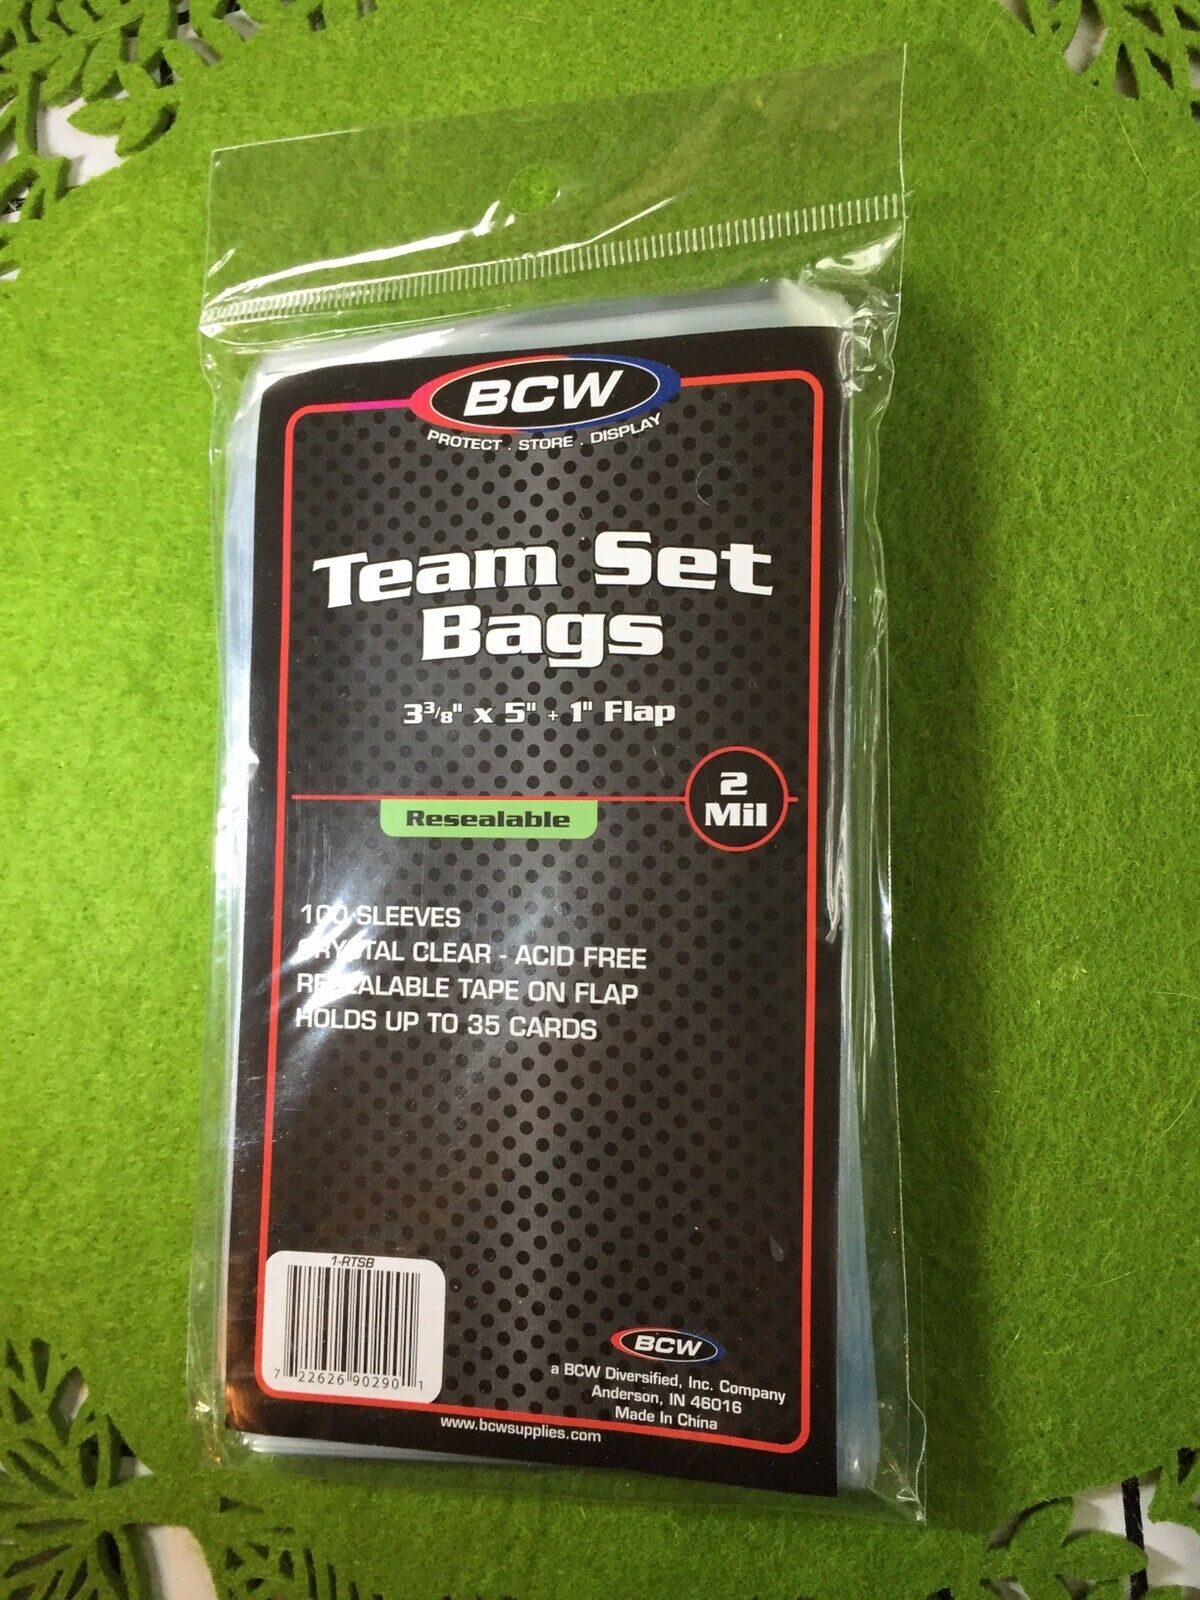 BCW
PROTECT . STORE . DISPLAY
Team Set
Bags
3 3/8" x 5" + 1" Flap
2
Mil
Resealable
100 SLEEVES
CRYSTAL CLEAR - ACID FREE
RESEALABLE TAPE ON FLAP
HOLDS UP TO 35 CARDS
1-RTSB
7 22626 90290 1
BCW
a BCW Diversified, Inc. Company
Anderson, IN 46016
Made In China
www.bcwsupplies.com